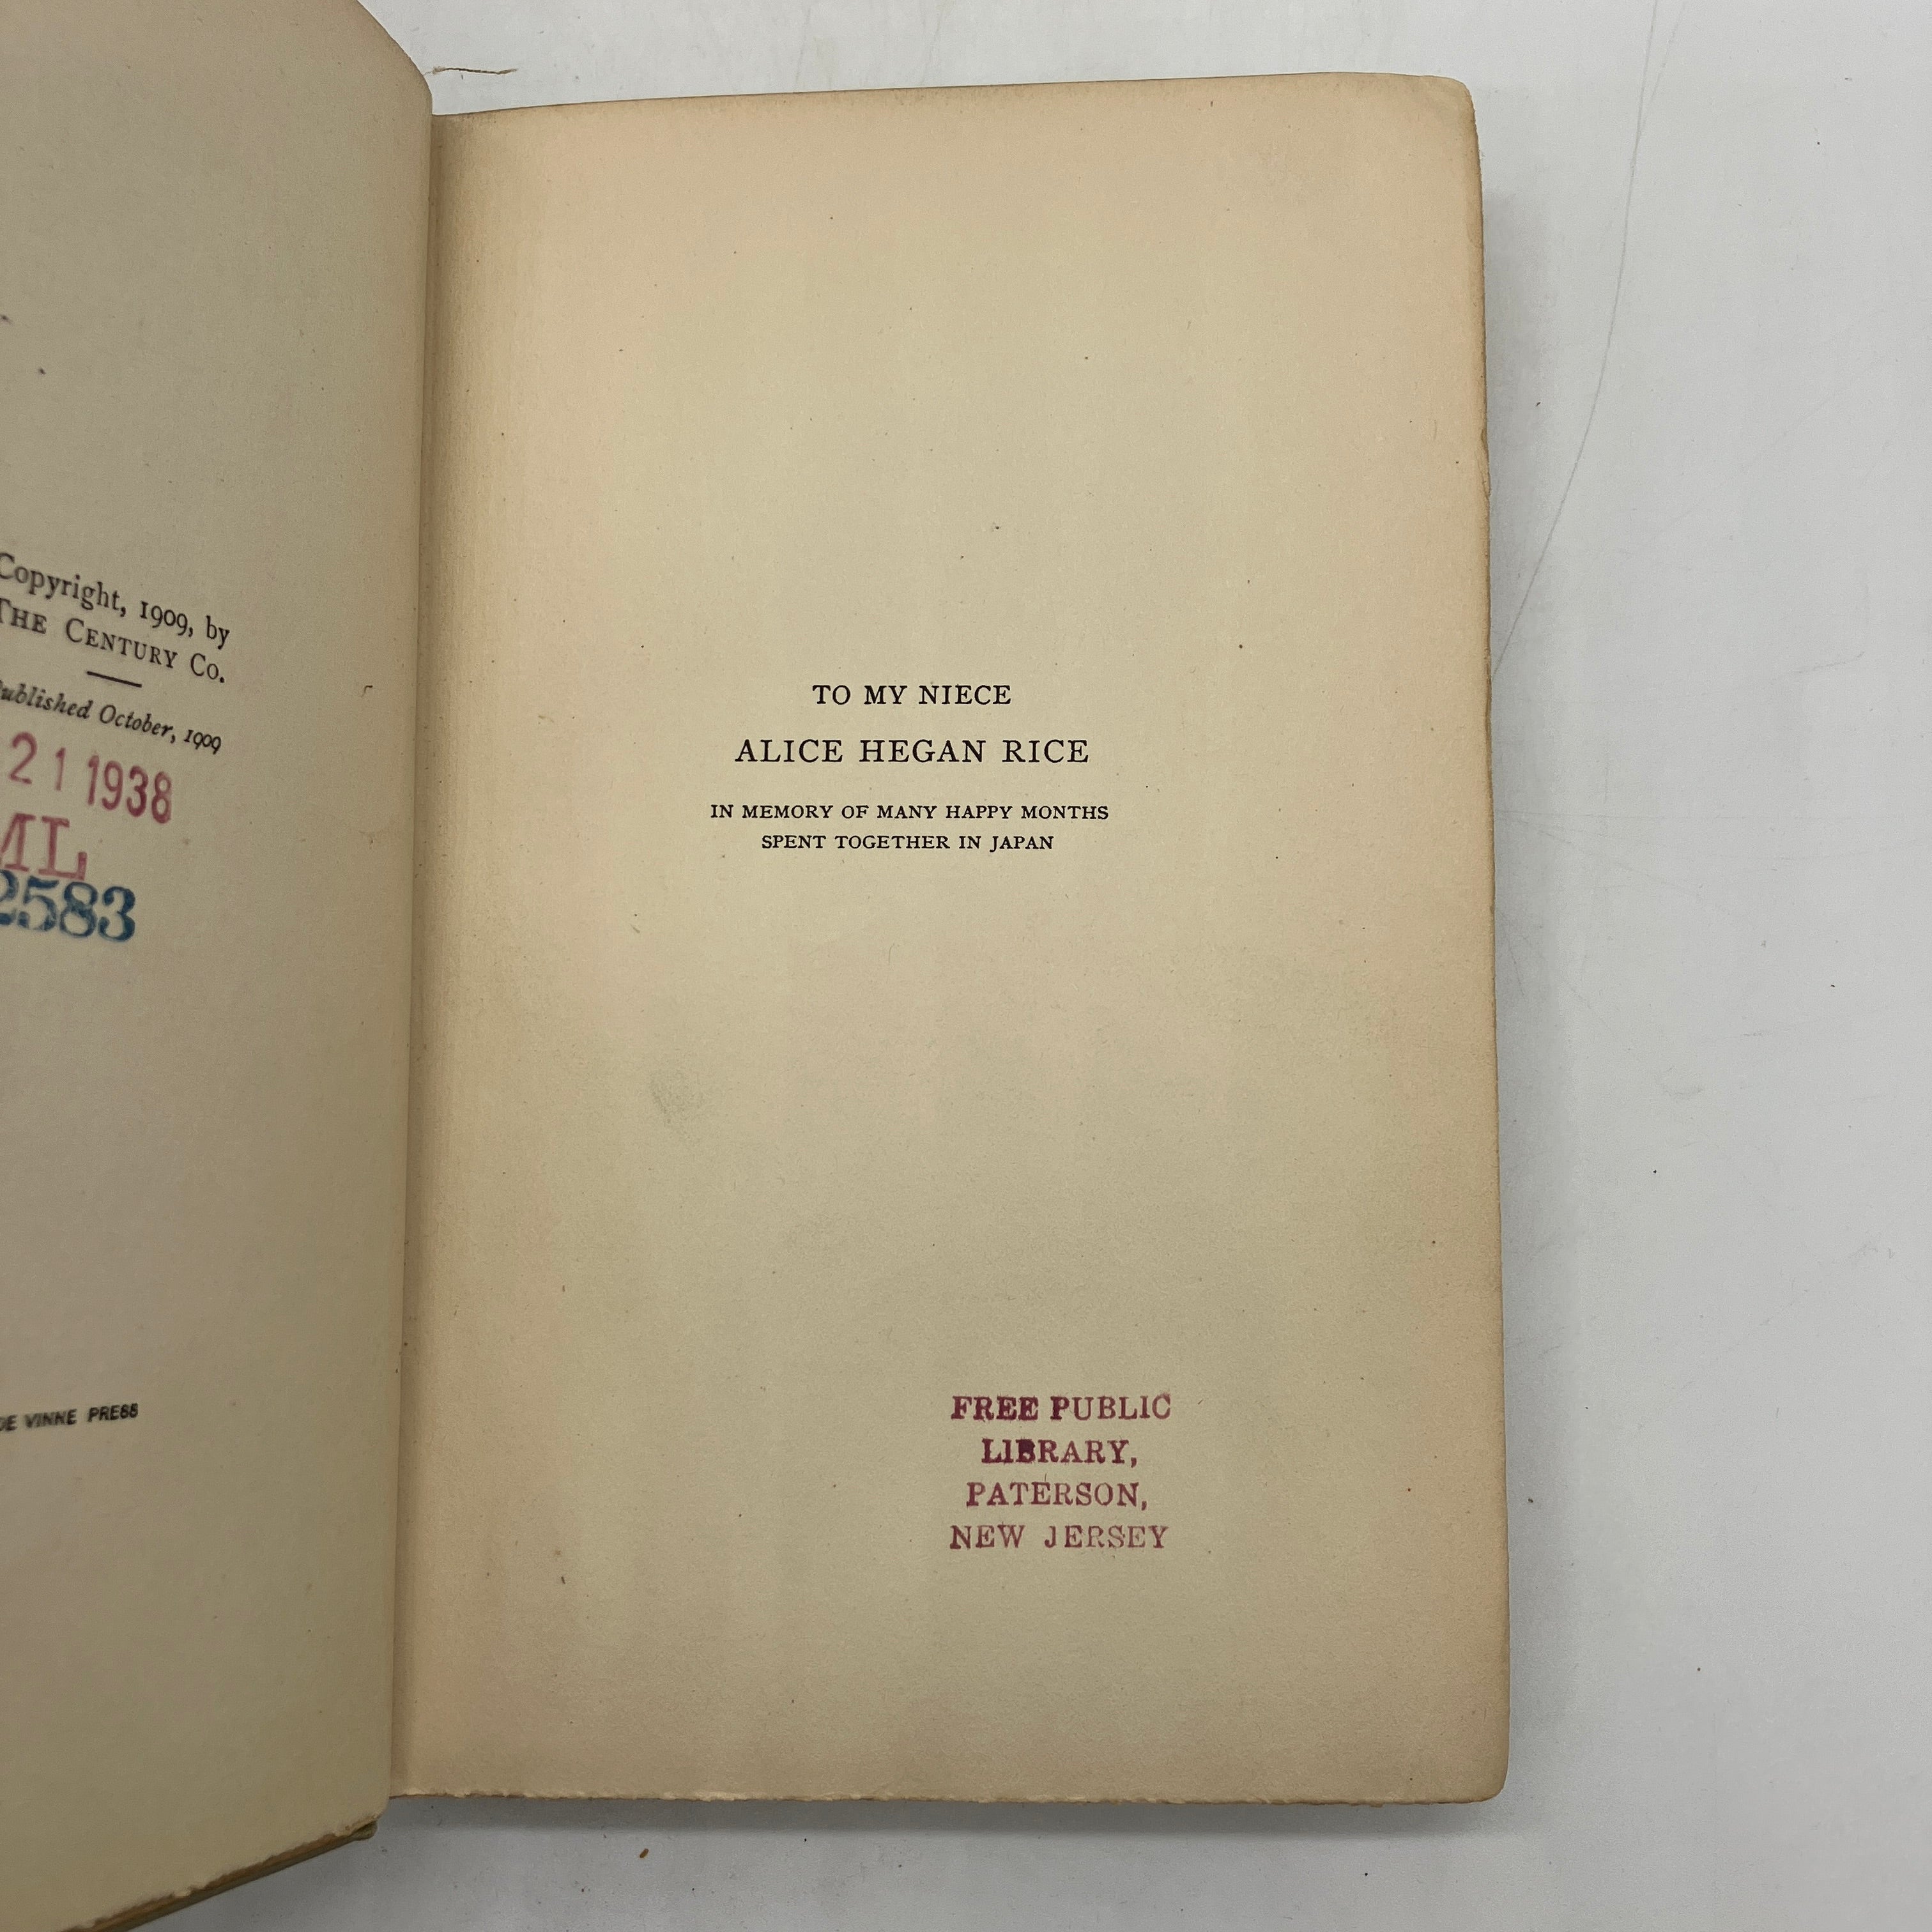 Copyright, 1909, by
THE CENTURY CO.
Published October, 1909
21 1938
ML
2583
DE VINNE PRESS
TO MY NIECE
ALICE HEGAN RICE
IN MEMORY OF MANY HAPPY MONTHS
SPENT TOGETHER IN JAPAN
FREE PUBLIC
LIBRARY,
PATERSON,
NEW JERSEY